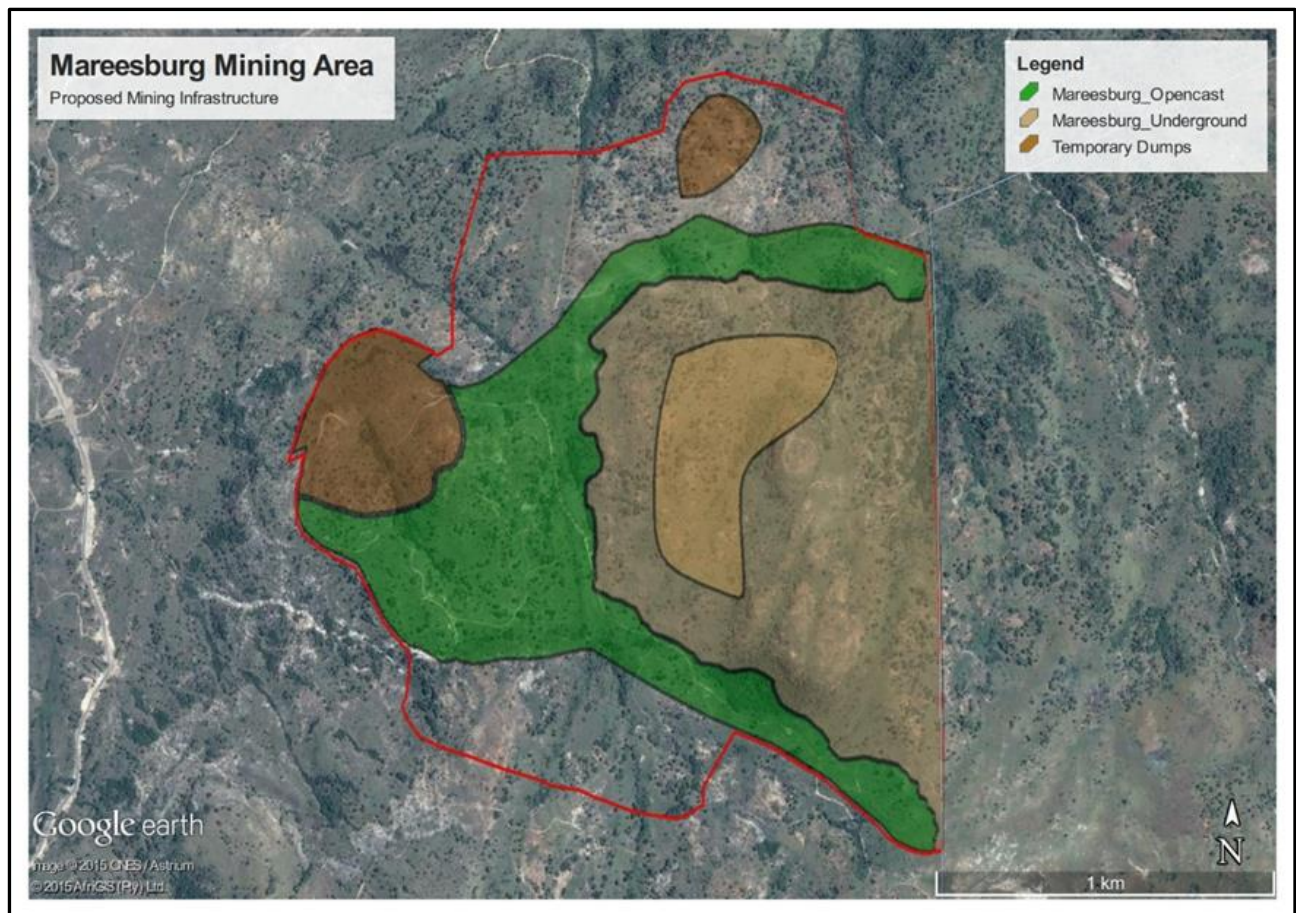 Mareesburg Mining Area
Proposed Mining Infrastructure
Legend
Mareesburg_Opencast
Mareesburg_Underground
Temporary Dumps
Google earth
Image © 2015 CNES / Astrium
© 2015 AfriGIS (Pty) Ltd.
N
1 km